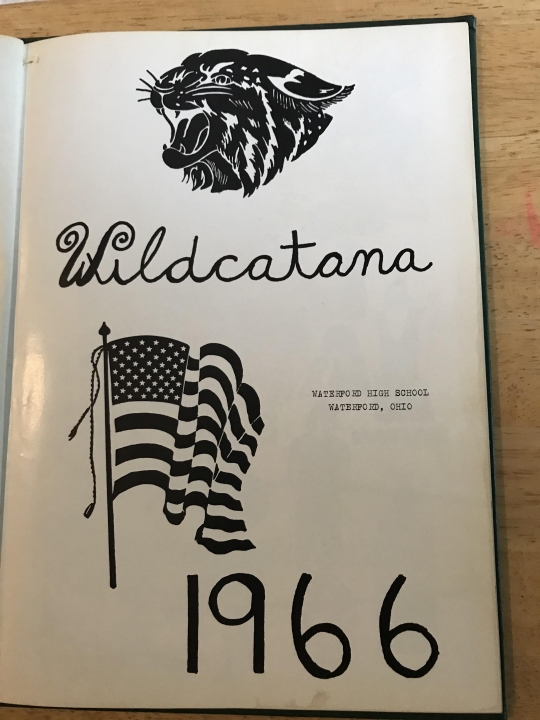 Wildcatana
WATERFORD HIGH SCHOOL
WATERFORD, OHIO
1966